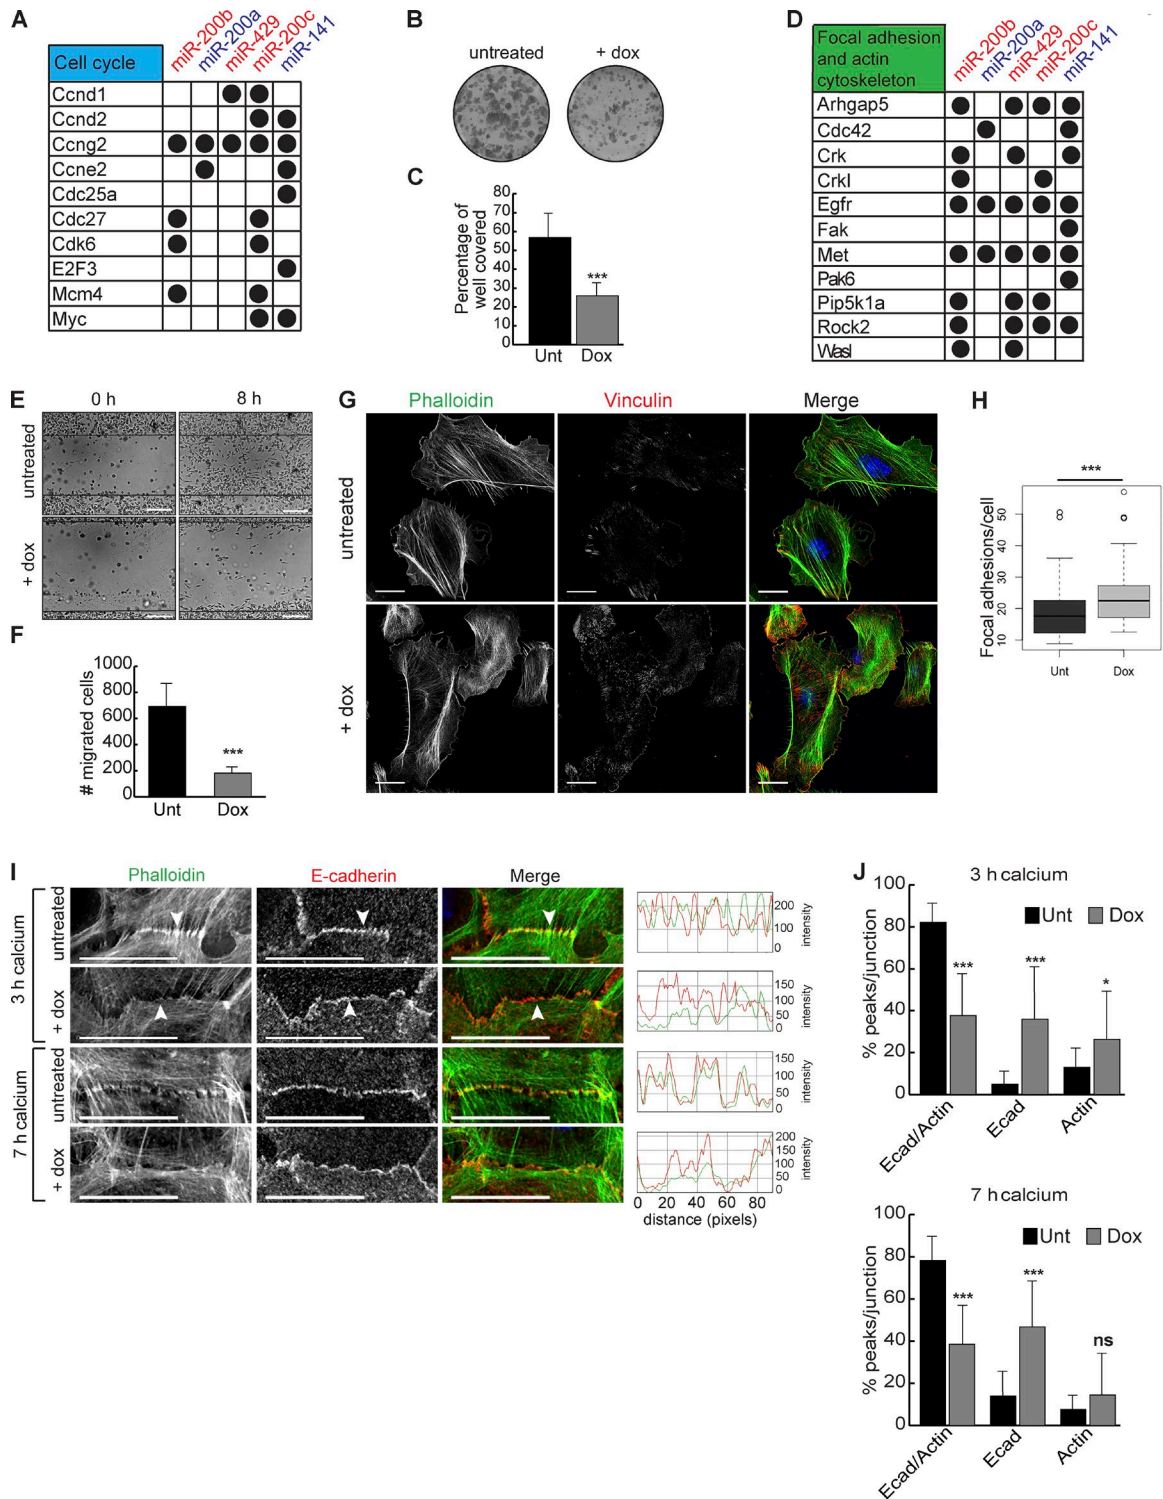 A
miR-200b
miR-200a
miR-429
miR-200c
miR-141
Cell cycle
Ccnd1
Ccnd2
Ccng2
Ccne2
Cdc25a
Cdc27
Cdk6
E2F3
Mcm4
Myc
B
untreated
+ dox
C
Percentage of
well covered
80
70
60
50
40
30
20
10
0
***
Unt
Dox
D
miR-200b
miR-200a
miR-429
miR-200c
miR-141
Focal adhesion
and actin
cytoskeleton
Arhgap5
Cdc42
Crk
Crkl
Egfr
Fak
Met
Pak6
Pip5k1a
Rock2
Wasl
E
0 h
8 h
untreated
+ dox
F
# migrated cells
1000
800
600
400
200
0
***
Unt
Dox
G
Phalloidin
Vinculin
Merge
untreated
+ dox
H
***
Focal adhesions/cell
50
40
30
20
10
Unt
Dox
I
Phalloidin
E-cadherin
Merge
3 h calcium
untreated
+ dox
7 h calcium
untreated
+ dox
200
100
0
intensity
150
100
50
0
intensity
150
100
50
0
intensity
200
150
100
50
0
intensity
0 20 40 60 80
distance (pixels)
J
3 h calcium
% peaks/junction
100
80
60
40
20
0
Unt
Dox
***
***
*
Ecad/Actin
Ecad
Actin
7 h calcium
% peaks/junction
100
80
60
40
20
0
Unt
Dox
***
***
ns
Ecad/Actin
Ecad
Actin